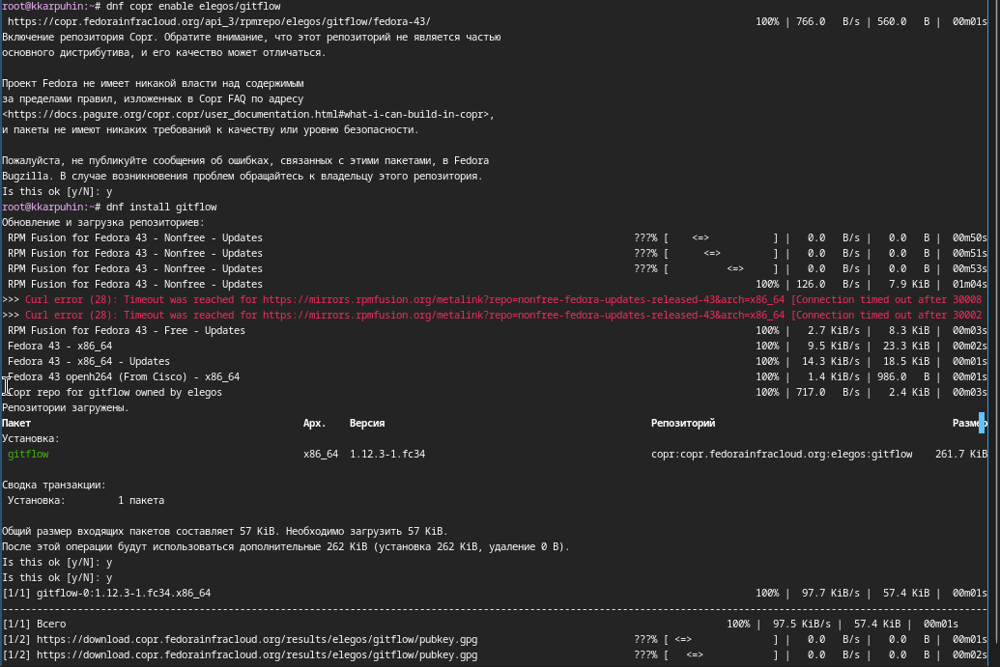 root@kkarpuhin:~# dnf copr enable elegos/gitflow
https://copr.fedorainfracloud.org/api_3/rpmrepo/elegos/gitflow/fedora-43/ 100% | 766.0 B/s | 560.0 B | 00m01s
Включение репозитория Copr. Обратите внимание, что этот репозиторий не является частью
основного дистрибутива, и его качество может отличаться.
Проект Fedora не имеет никакой власти над содержимым
за пределами правил, изложенных в Copr FAQ по адресу
<https://docs.pagure.org/copr.copr/user_documentation.html#what-i-can-build-in-copr>,
и пакеты не имеют никаких требований к качеству или уровню безопасности.
Пожалуйста, не публикуйте сообщения об ошибках, связанных с этими пакетами, в Fedora
Bugzilla. В случае возникновения проблем обращайтесь к владельцу этого репозитория.
Is this ok [y/N]: y
root@kkarpuhin:~# dnf install gitflow
Обновление и загрузка репозиториев:
RPM Fusion for Fedora 43 - Nonfree - Updates ???% [ <=> ] | 0.0 B/s | 0.0 B | 00m50s
RPM Fusion for Fedora 43 - Nonfree - Updates ???% [ <=> ] | 0.0 B/s | 0.0 B | 00m51s
RPM Fusion for Fedora 43 - Nonfree - Updates ???% [ <=> ] | 0.0 B/s | 0.0 B | 00m53s
RPM Fusion for Fedora 43 - Nonfree - Updates 100% | 126.0 B/s | 7.9 KiB | 01m04s
>>> Curl error (28): Timeout was reached for https://mirrors.rpmfusion.org/metalink?repo=nonfree-fedora-updates-released-43&arch=x86_64 [Connection timed out after 30008
>>> Curl error (28): Timeout was reached for https://mirrors.rpmfusion.org/metalink?repo=nonfree-fedora-updates-released-43&arch=x86_64 [Connection timed out after 30002
RPM Fusion for Fedora 43 - Free - Updates 100% | 2.7 KiB/s | 8.3 KiB | 00m03s
Fedora 43 - x86_64 100% | 9.5 KiB/s | 23.3 KiB | 00m02s
Fedora 43 - x86_64 - Updates 100% | 14.3 KiB/s | 18.5 KiB | 00m01s
Fedora 43 openh264 (From Cisco) - x86_64 100% | 1.4 KiB/s | 986.0 B | 00m01s
Copr repo for gitflow owned by elegos 100% | 717.0 B/s | 2.4 KiB | 00m03s
Репозитории загружены.
Пакет Арх. Версия Репозиторий Размер
Установка:
gitflow x86_64 1.12.3-1.fc34 copr:copr.fedorainfracloud.org:elegos:gitflow 261.7 KiB
Сводка транзакции:
Установка: 1 пакета
Общий размер входящих пакетов составляет 57 KiB. Необходимо загрузить 57 KiB.
После этой операции будут использоваться дополнительные 262 KiB (установка 262 KiB, удаление 0 B).
Is this ok [y/N]: y
Is this ok [y/N]: y
[1/1] gitflow-0:1.12.3-1.fc34.x86_64 100% | 97.7 KiB/s | 57.4 KiB | 00m01s
--------------------------------------------------------------------------------
[1/1] Всего 100% | 97.5 KiB/s | 57.4 KiB | 00m01s
[1/2] https://download.copr.fedorainfracloud.org/results/elegos/gitflow/pubkey.gpg ???% [ <=> ] | 0.0 B/s | 0.0 B | 00m01s
[1/2] https://download.copr.fedorainfracloud.org/results/elegos/gitflow/pubkey.gpg ???% [ <=> ] | 0.0 B/s | 0.0 B | 00m02s